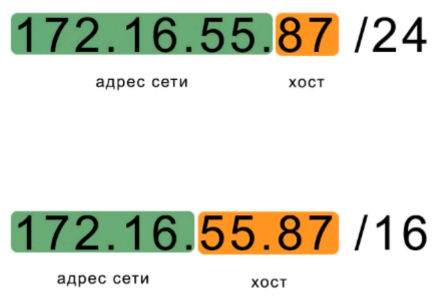 172.16.55.87 /24
адрес сети хост
172.16.55.87 /16
адрес сети хост